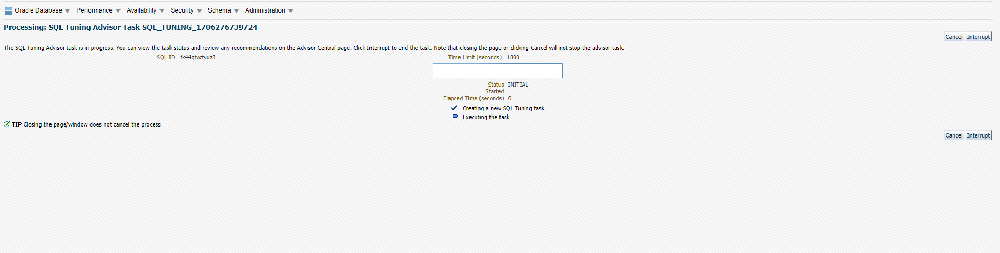 Oracle Database Performance Availability Security Schema Administration
Processing: SQL Tuning Advisor Task SQL_TUNING_1706276739724
Cancel Interrupt
The SQL Tuning Advisor task is in progress. You can view the task status and review any recommendations on the Advisor Central page. Click Interrupt to end the task. Note that closing the page or clicking Cancel will not stop the advisor task.
SQL ID fk44gtvcfyuz3 Time Limit (seconds) 1800
Status INITIAL
Started
Elapsed Time (seconds) 0
Creating a new SQL Tuning task
Executing the task
TIP Closing the page/window does not cancel the process
Cancel Interrupt